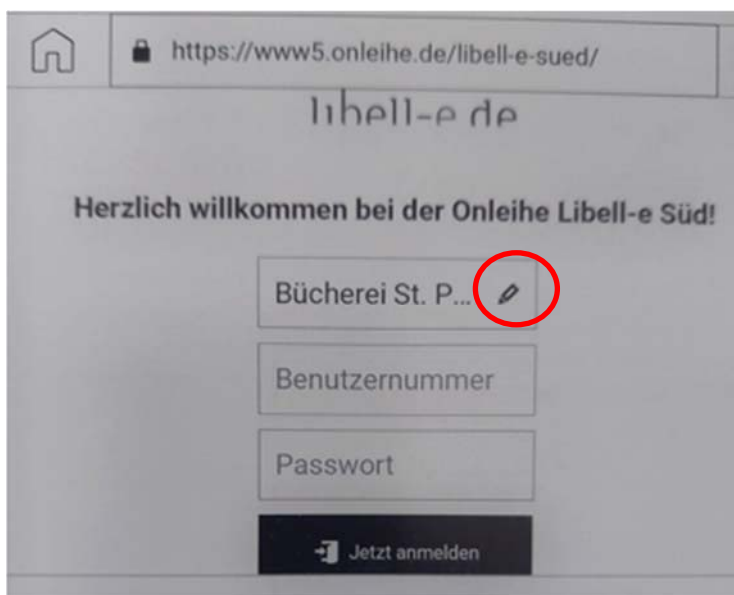 https://www5.onleihe.de/libell-e-sued/
libell-e de
Herzlich willkommen bei der Onleihe Libell-e Süd!
Bücherei St. P...
Benutzernummer
Passwort
Jetzt anmelden